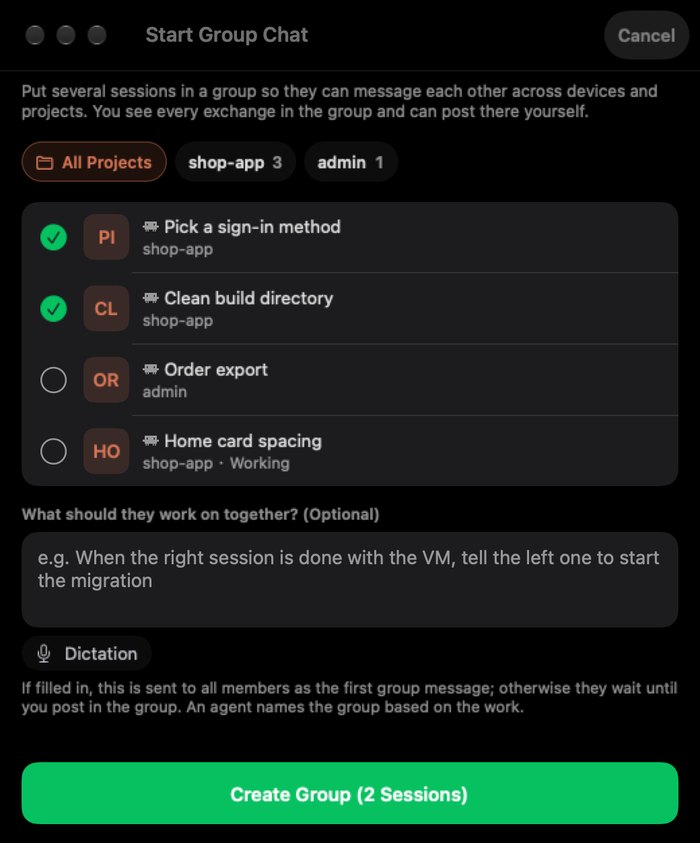 Start Group Chat
Cancel
Put several sessions in a group so they can message each other across devices and
projects. You see every exchange in the group and can post there yourself.
All Projects
shop-app 3
admin 1
PI
Pick a sign-in method
shop-app
CL
Clean build directory
shop-app
OR
Order export
admin
HO
Home card spacing
shop-app · Working
What should they work on together? (Optional)
e.g. When the right session is done with the VM, tell the left one to start
the migration
Dictation
If filled in, this is sent to all members as the first group message; otherwise they wait until
you post in the group. An agent names the group based on the work.
Create Group (2 Sessions)